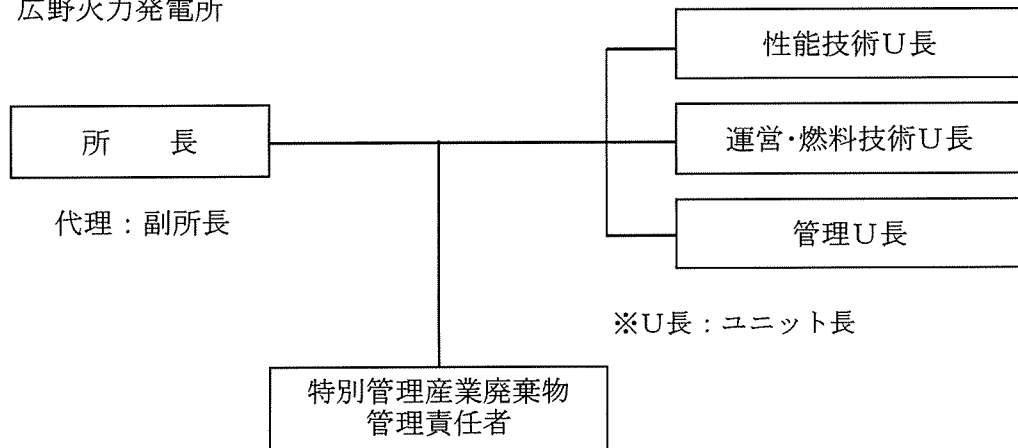 広野火力発電所
性能技術U長
所　　長
運営・燃料技術U長
代理：副所長
管理U長
※U長：ユニット長
特別管理産業廃棄物
管理責任者